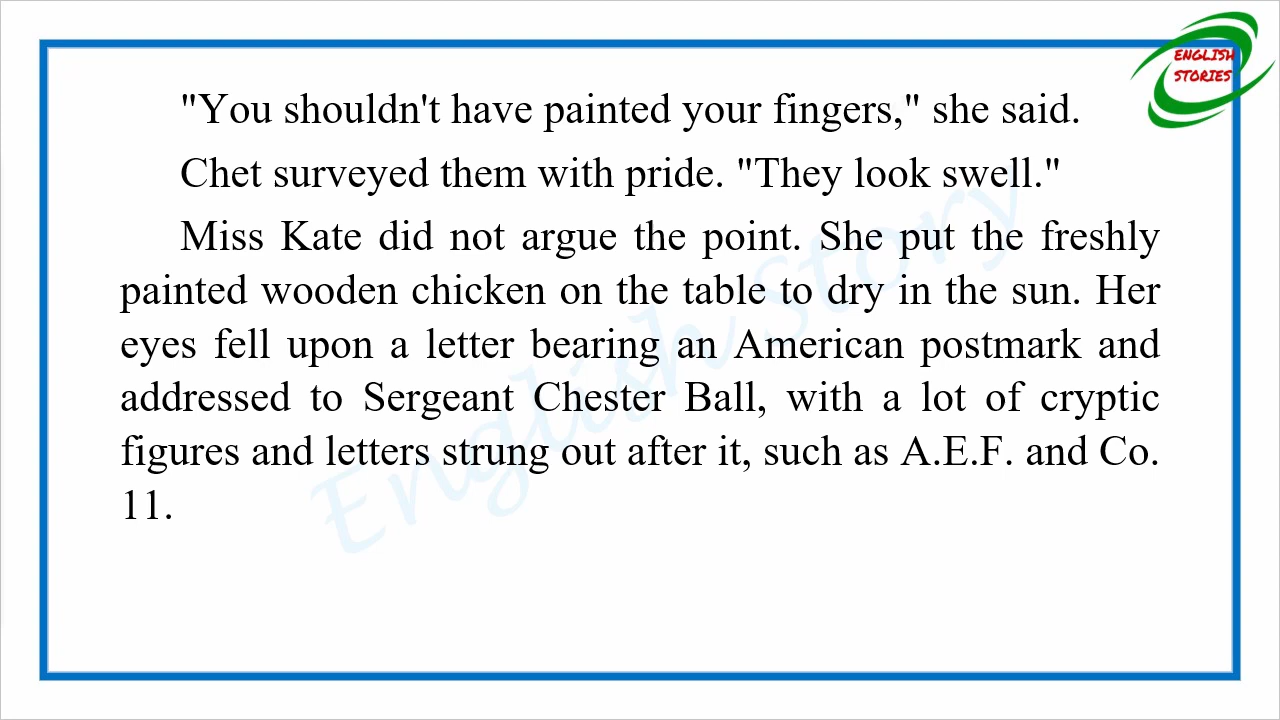 ENGLISH
STORIES
"You shouldn't have painted your fingers," she said.
Chet surveyed them with pride. "They look swell."
Miss Kate did not argue the point. She put the freshly
painted wooden chicken on the table to dry in the sun. Her
eyes fell upon a letter bearing an American postmark and
addressed to Sergeant Chester Ball, with a lot of cryptic
figures and letters strung out after it, such as A.E.F. and Co.
11.
English Story